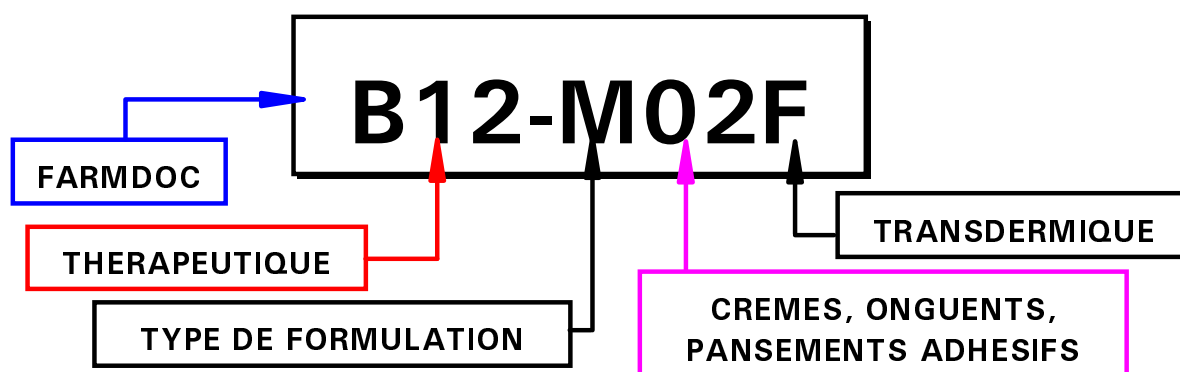 B12-M02F
FARMDOC
THERAPEUTIQUE
TYPE DE FORMULATION
TRANSDERMIQUE
CREMES, ONGUENTS,
PANSEMENTS ADHESIFS